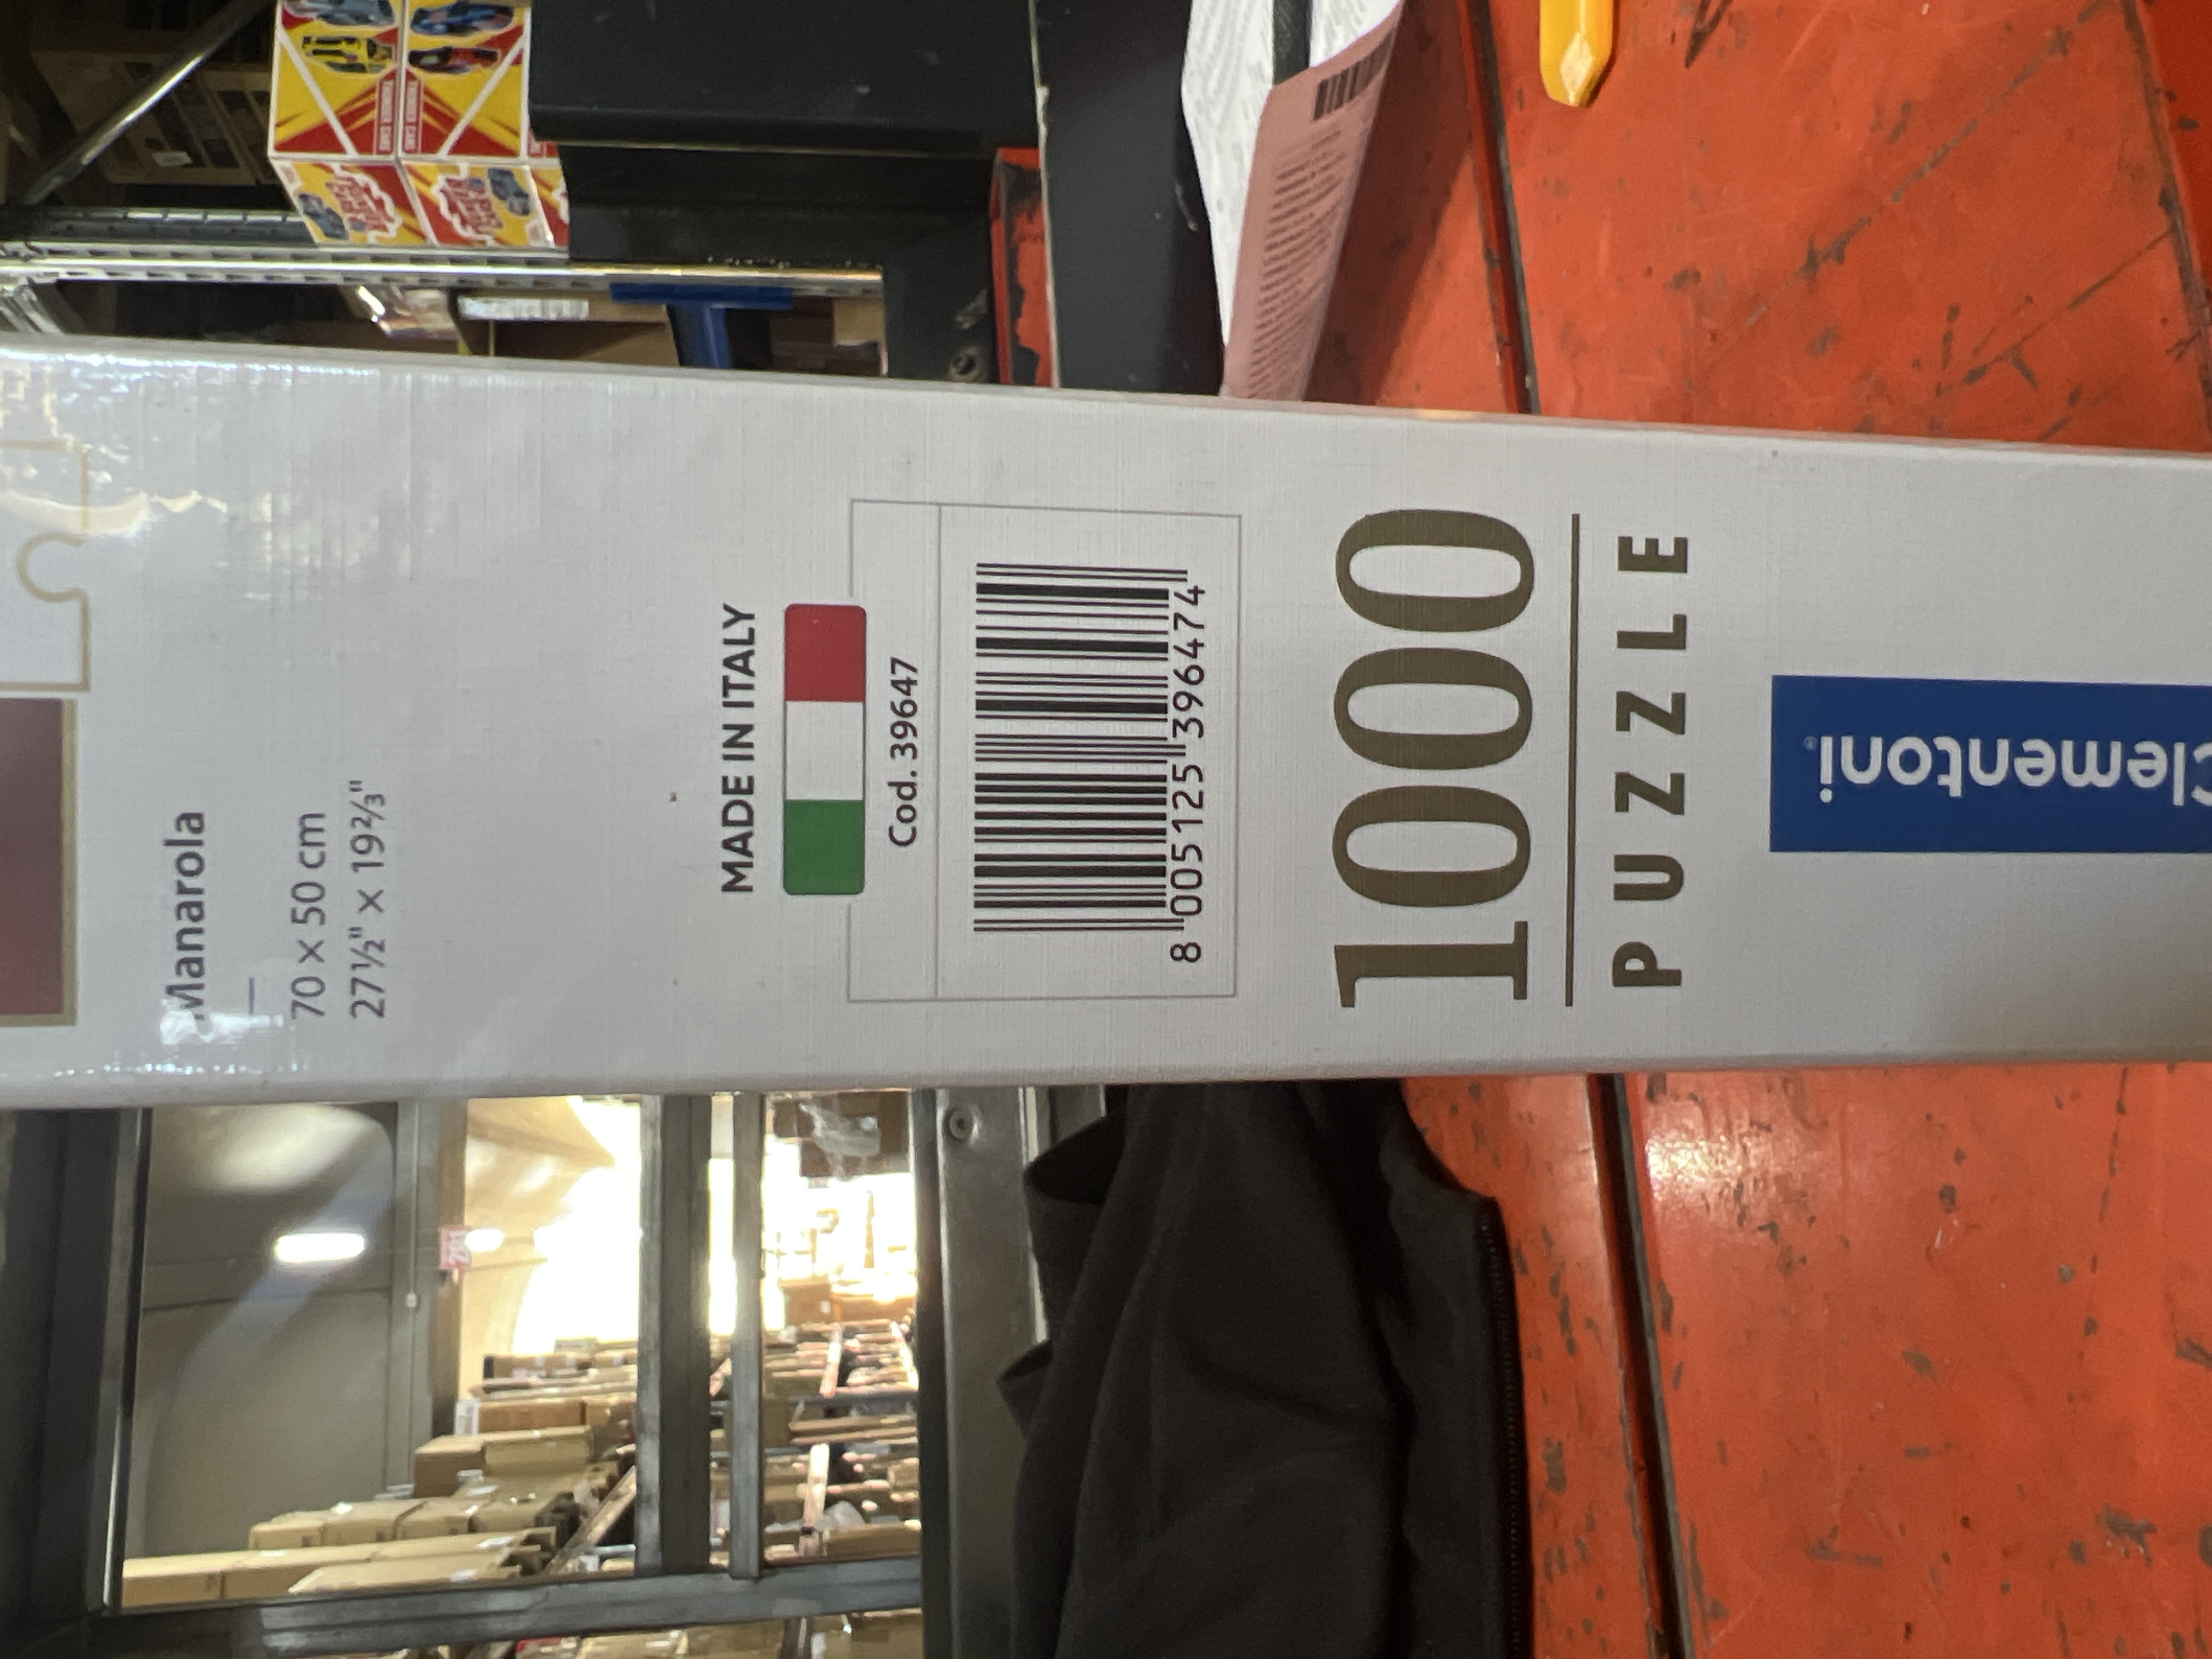 Manarola
70 x 50 cm
27½" x 19⅔"
MADE IN ITALY
Cod. 39647
8 005125 396474
1000
PUZZLE
Clementoni®